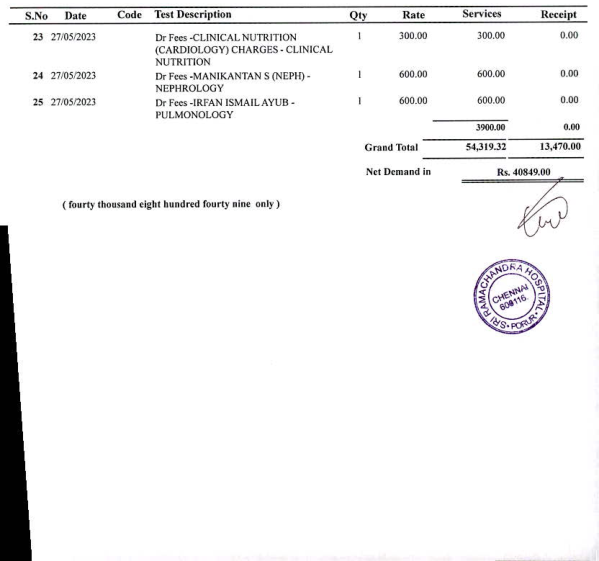 S.No Date Code Test Description Qty Rate Services Receipt
23 27/05/2023 Dr Fees -CLINICAL NUTRITION 1 300.00 300.00 0.00
(CARDIOLOGY) CHARGES - CLINICAL
NUTRITION
24 27/05/2023 Dr Fees -MANIKANTAN S (NEPH) - 1 600.00 600.00 0.00
NEPHROLOGY
25 27/05/2023 Dr Fees -IRFAN ISMAIL AYUB - 1 600.00 600.00 0.00
PULMONOLOGY
3900.00 0.00
Grand Total 54,319.32 13,470.00
Net Demand in Rs. 40849.00
( fourty thousand eight hundred fourty nine only )
SRI RAMACHANDRA HOSPITAL
CHENNAI
600116.
PORUR